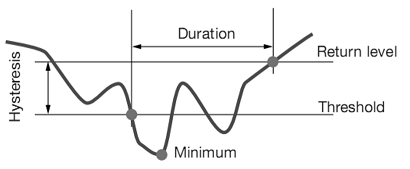 Duration
Return level
Hysteresis
Threshold
Minimum